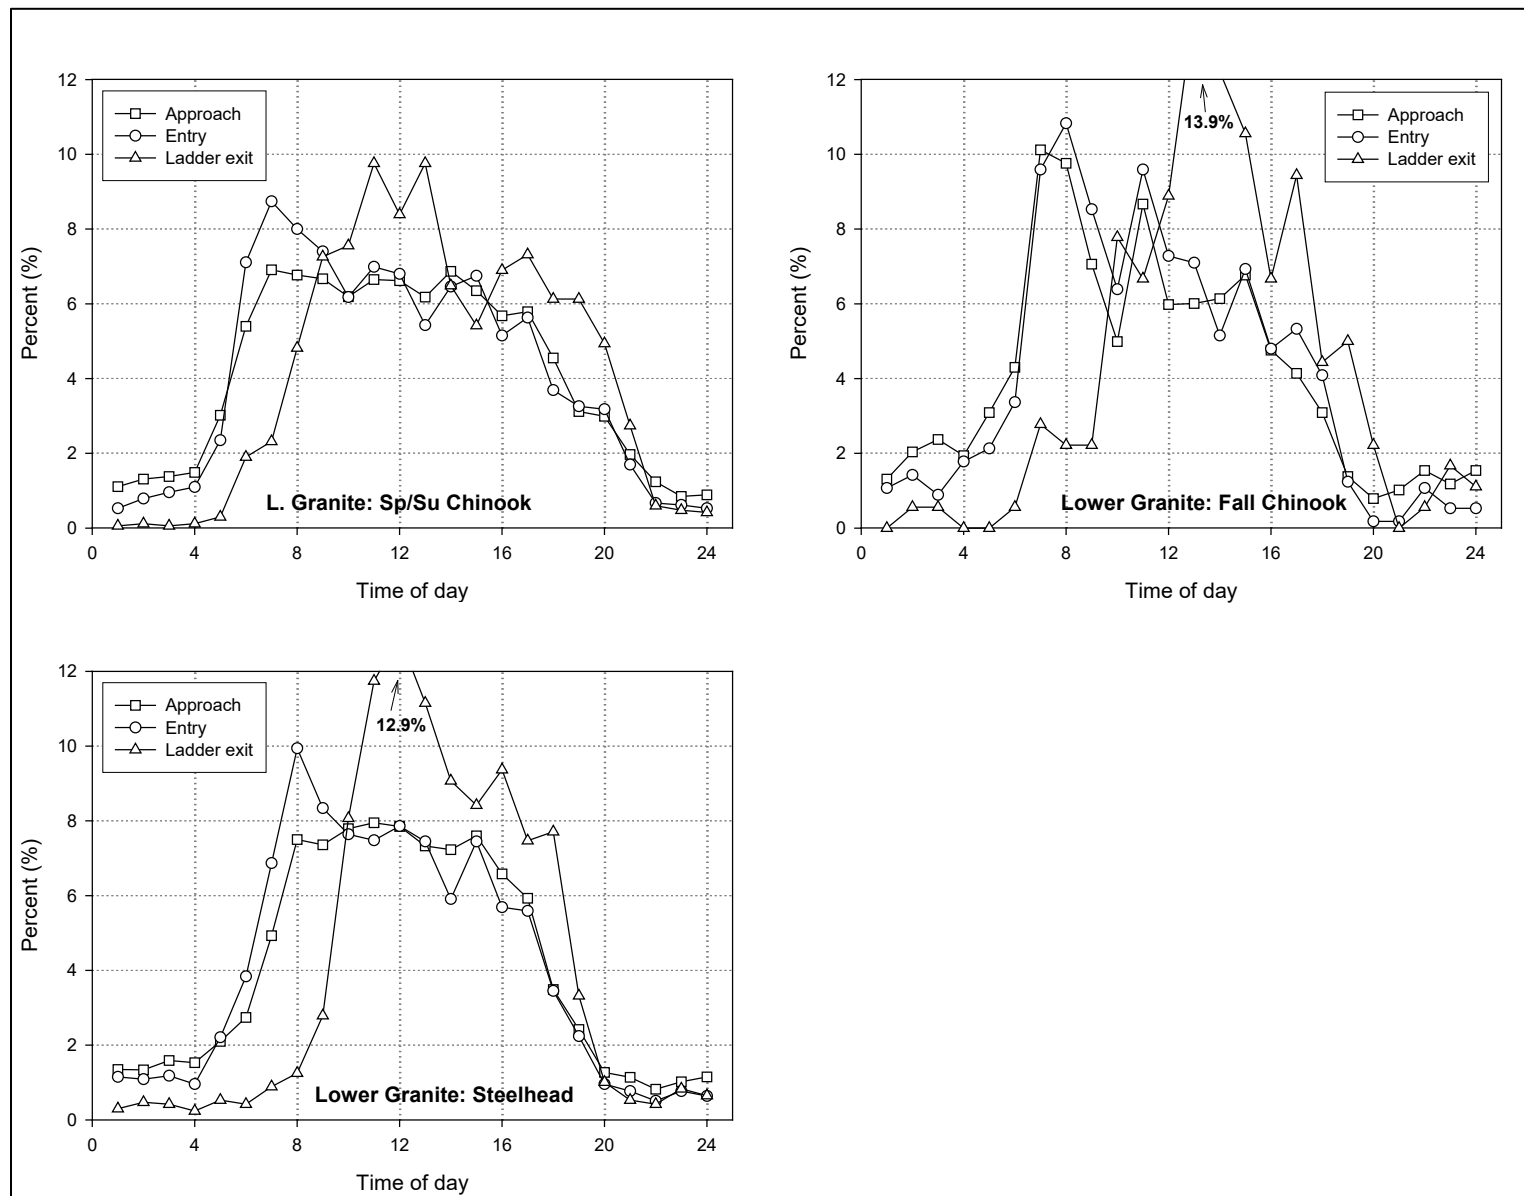 12
10
8
6
4
2
0
Percent (%)
Approach
Entry
Ladder exit
L. Granite: Sp/Su Chinook
0 4 8 12 16 20 24
Time of day
12
10
8
6
4
2
0
Percent (%)
13.9%
Approach
Entry
Ladder exit
Lower Granite: Fall Chinook
0 4 8 12 16 20 24
Time of day
12
10
8
6
4
2
0
Percent (%)
Approach
Entry
Ladder exit
12.9%
Lower Granite: Steelhead
0 4 8 12 16 20 24
Time of day